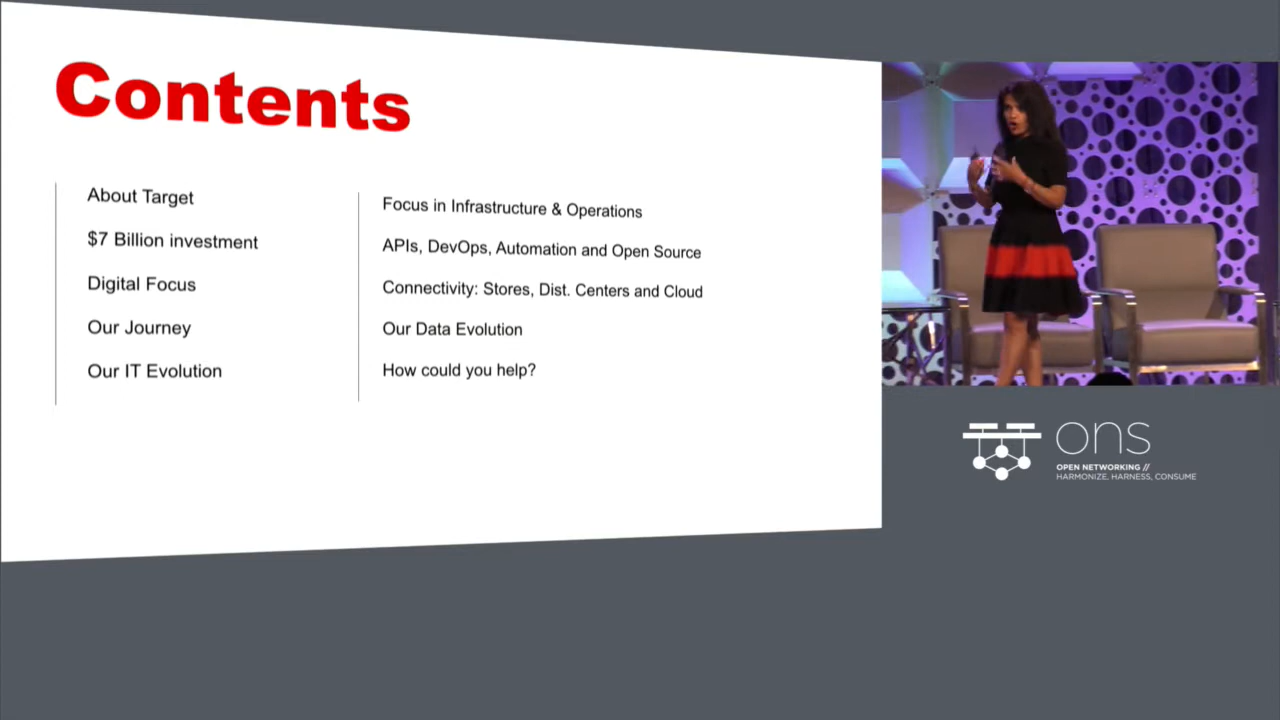 Contents
About Target
$7 Billion investment
Digital Focus
Our Journey
Our IT Evolution
Focus in Infrastructure & Operations
APIs, DevOps, Automation and Open Source
Connectivity: Stores, Dist. Centers and Cloud
Our Data Evolution
How could you help?
ons
OPEN NETWORKING //
HARMONIZE, HARNESS, CONSUME